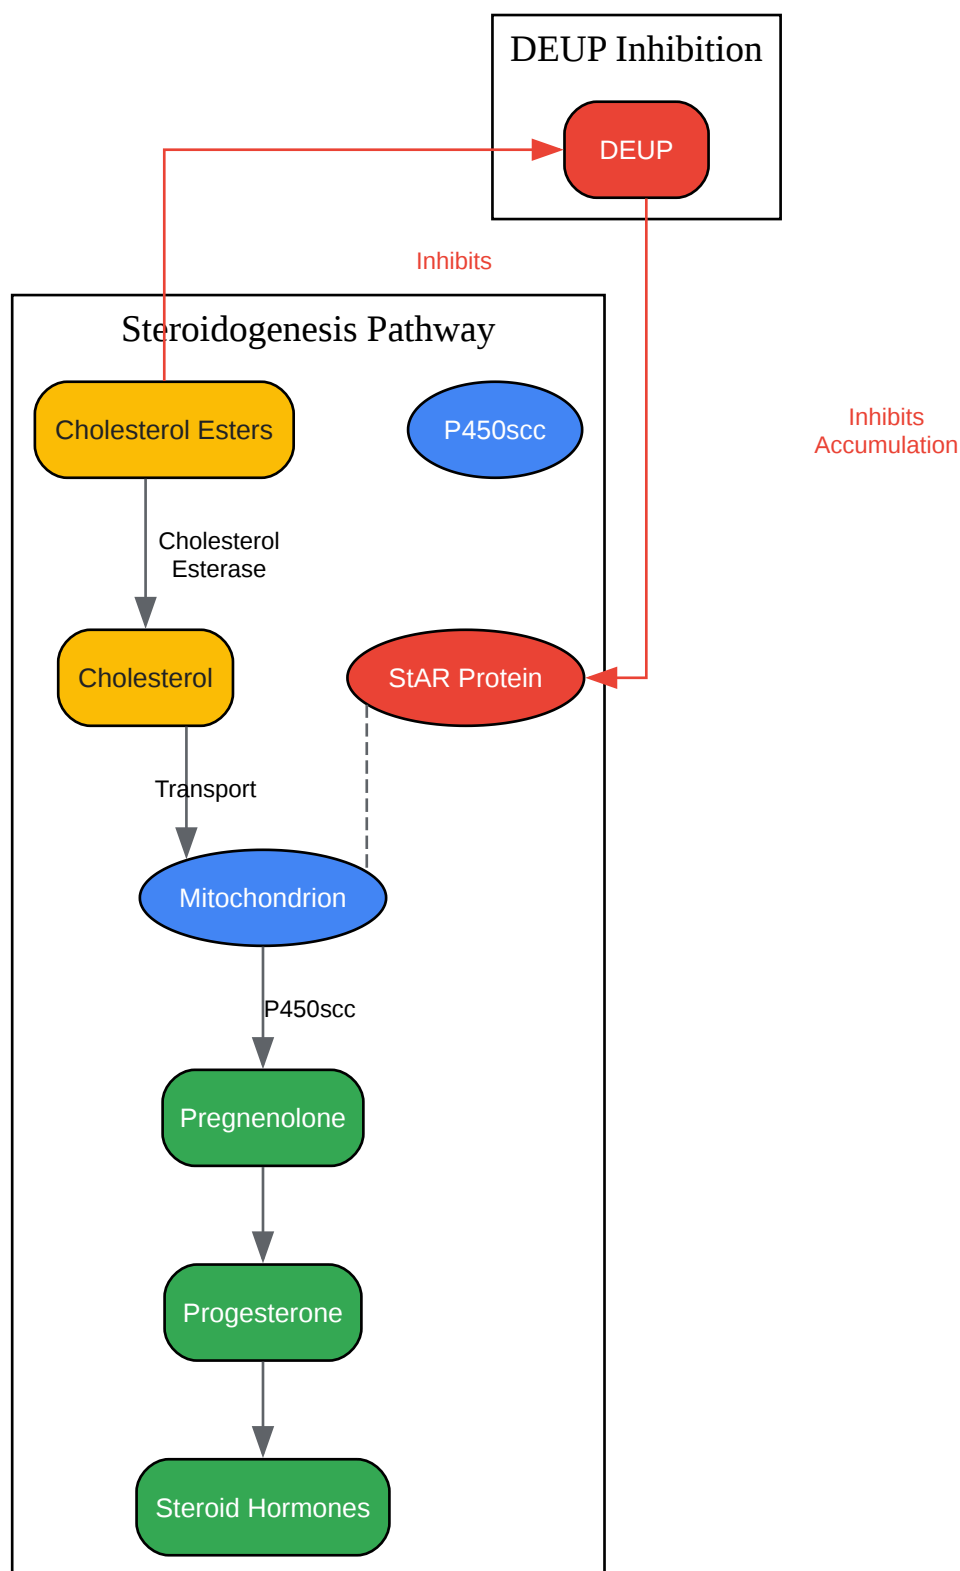 DEUP Inhibition
DEUP
Inhibits
Steroidogenesis Pathway
Cholesterol Esters
P450scc
Inhibits
Accumulation
Cholesterol
Esterase
Cholesterol
StAR Protein
Transport
Mitochondrion
P450scc
Pregnenolone
Progesterone
Steroid Hormones